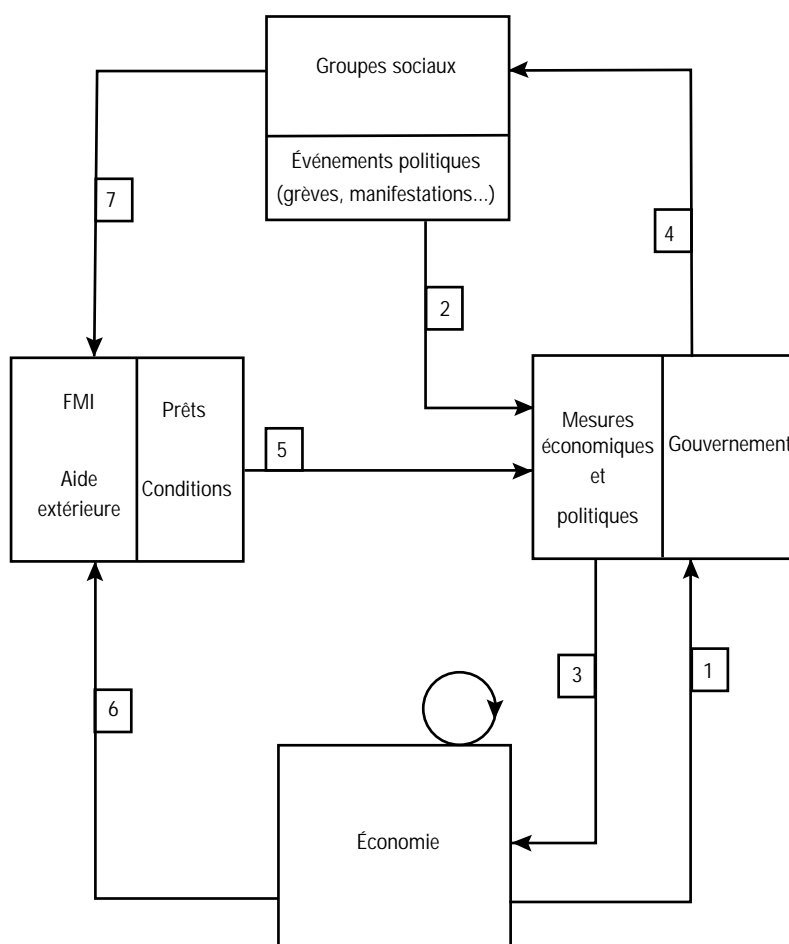 Groupes sociaux
Événements politiques
(grèves, manifestations...)
7
4
2
FMI
Aide
extérieure
Prêts
Conditions
5
Mesures
économiques
et
politiques
Gouvernement
3
1
6
Économie